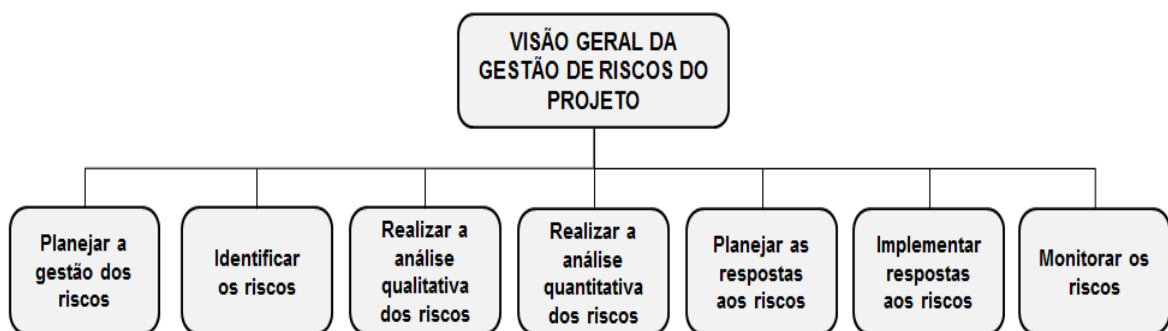 VISÃO GERAL DA
GESTÃO DE RISCOS DO
PROJETO
Planejar a
gestão dos
riscos
Identificar
os riscos
Realizar a
análise
qualitativa
dos riscos
Realizar a
análise
quantitativa
dos riscos
Planejar as
respostas
aos riscos
Implementar
respostas
aos riscos
Monitorar os
riscos